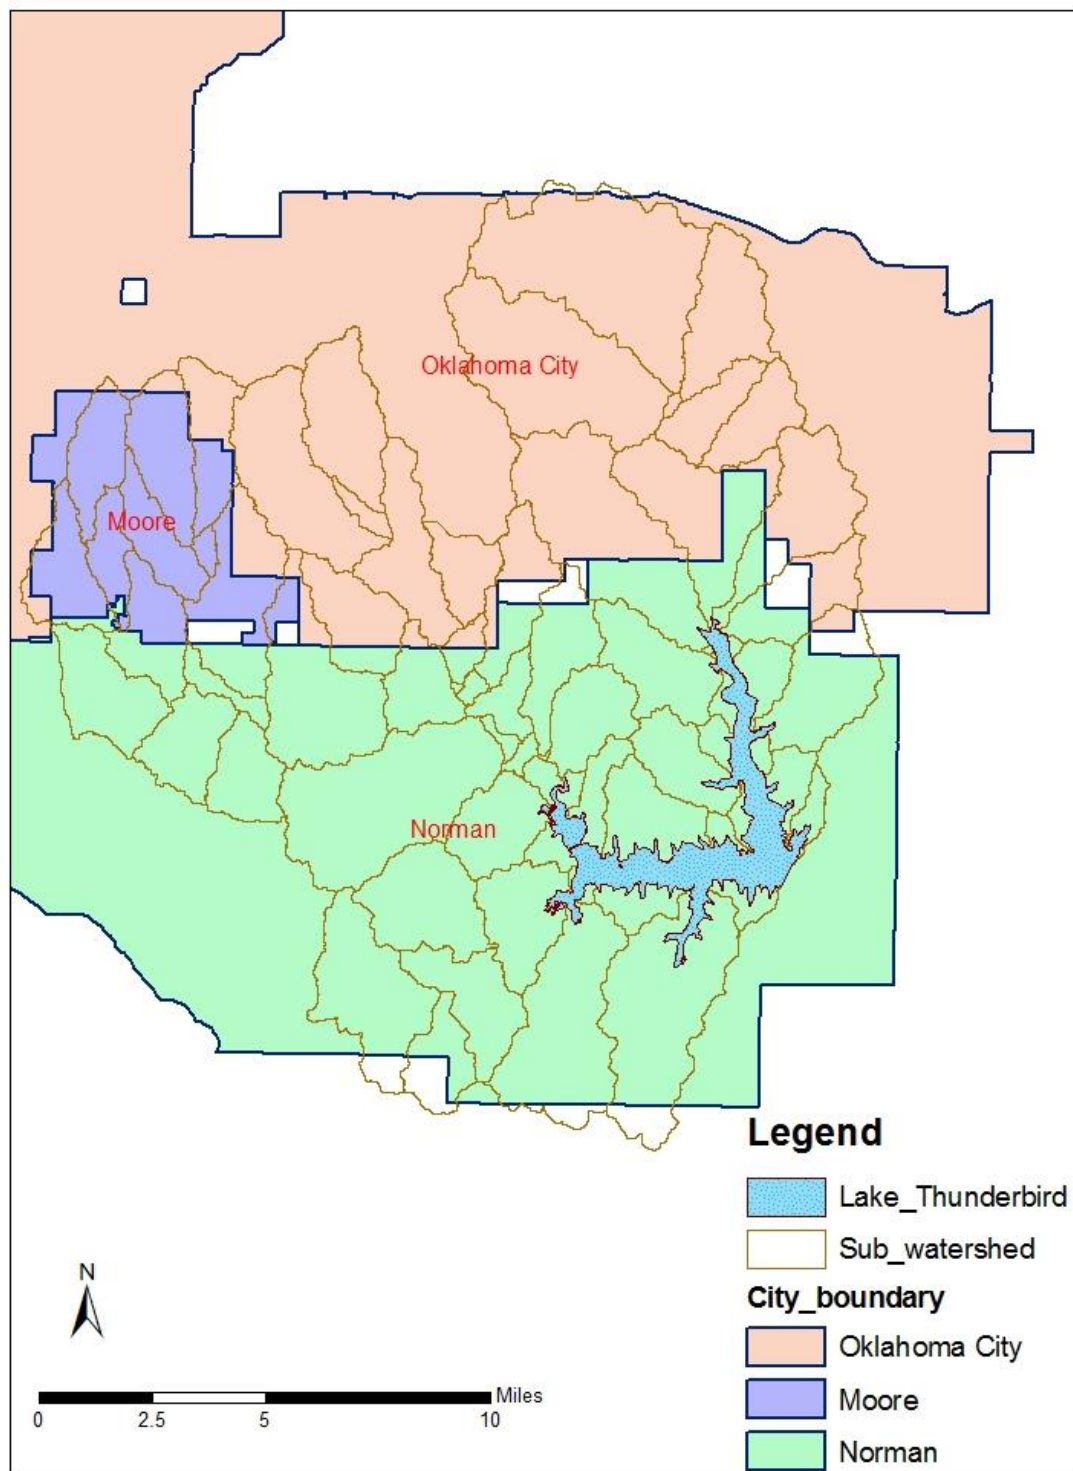 Oklahoma City
Moore
Norman
Legend
Lake_Thunderbird
Sub_watershed
City_boundary
Oklahoma City
Moore
Norman
N
Miles
0 2.5 5 10